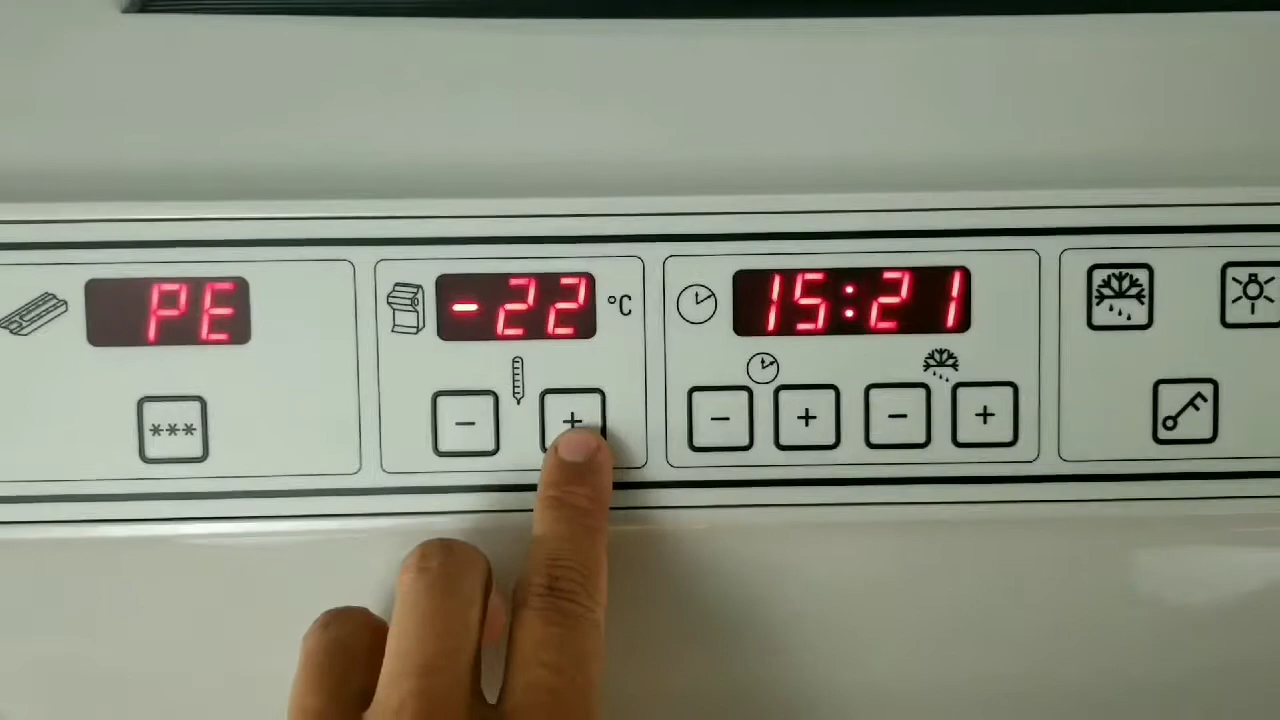 PE
-22 °C
15:21
*** - + - + - +